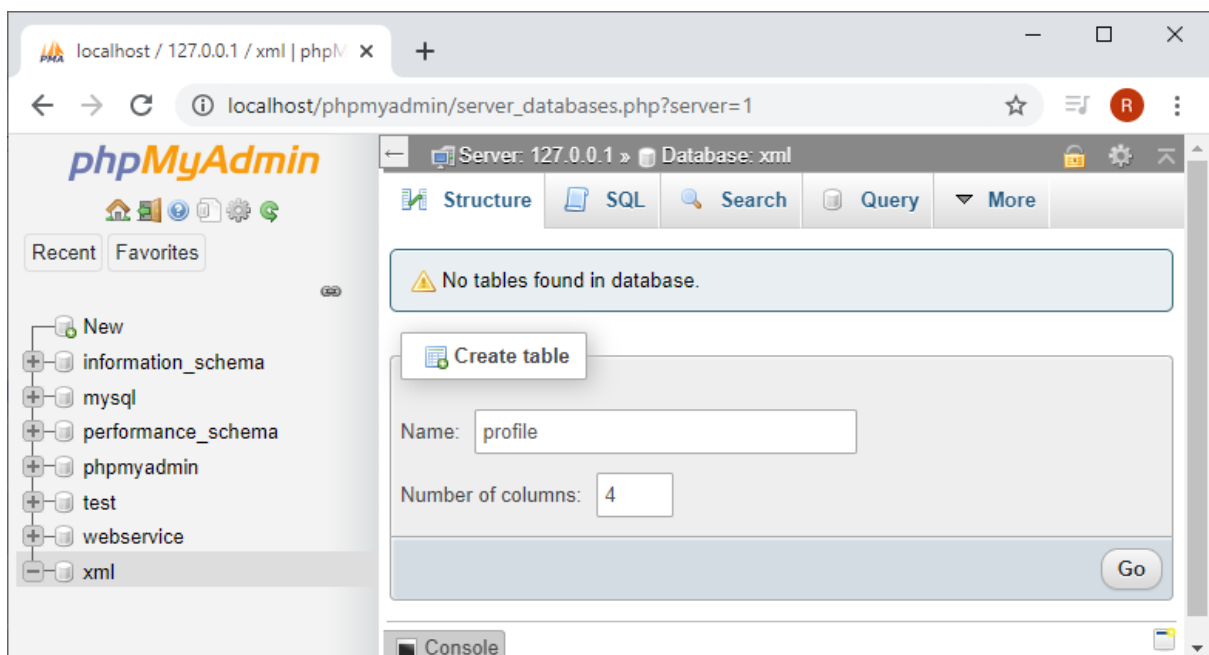 localhost / 127.0.0.1 / xml | phpM
localhost/phpmyadmin/server_databases.php?server=1
R
phpMyAdmin
Recent Favorites
New
information_schema
mysql
performance_schema
phpmyadmin
test
webservice
xml
Server: 127.0.0.1 » Database: xml
Structure SQL Search Query More
No tables found in database.
Create table
Name: profile
Number of columns: 4
Go
Console